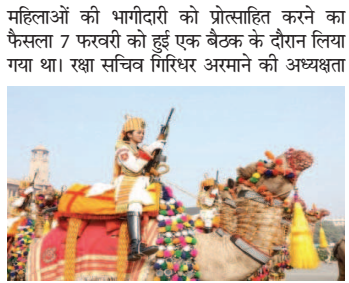 महिलाओं की भागीदारी को प्रोत्साहित करने का
फैसला 7 फरवरी को हुई एक बैठक के दौरान लिया
गया था। रक्षा सचिव गिरिधर अरमाने की अध्यक्षता